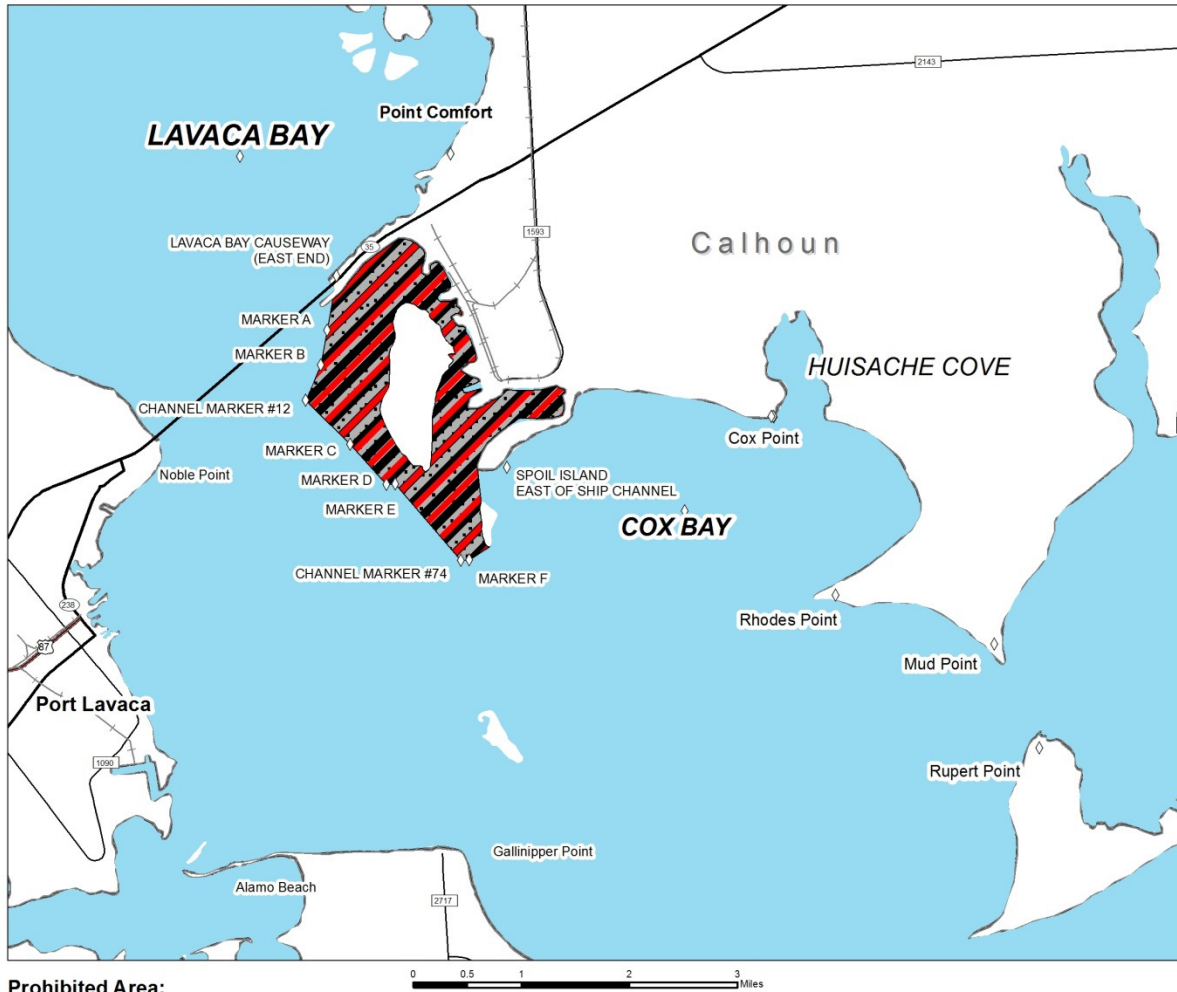 2143
Point Comfort
LAVACA BAY
1593
LAVACA BAY CAUSEWAY
(EAST END)
35
Calhoun
MARKER A
MARKER B
HUISACHE COVE
CHANNEL MARKER #12
Cox Point
MARKER C
Noble Point
MARKER D
SPOIL ISLAND
EAST OF SHIP CHANNEL
MARKER E
COX BAY
CHANNEL MARKER #74
MARKER F
238
Rhodes Point
87
Mud Point
Port Lavaca
1090
Rupert Point
Gallinipper Point
Alamo Beach
2717
Prohibited Area:
0 0.5 1 2 3
Miles